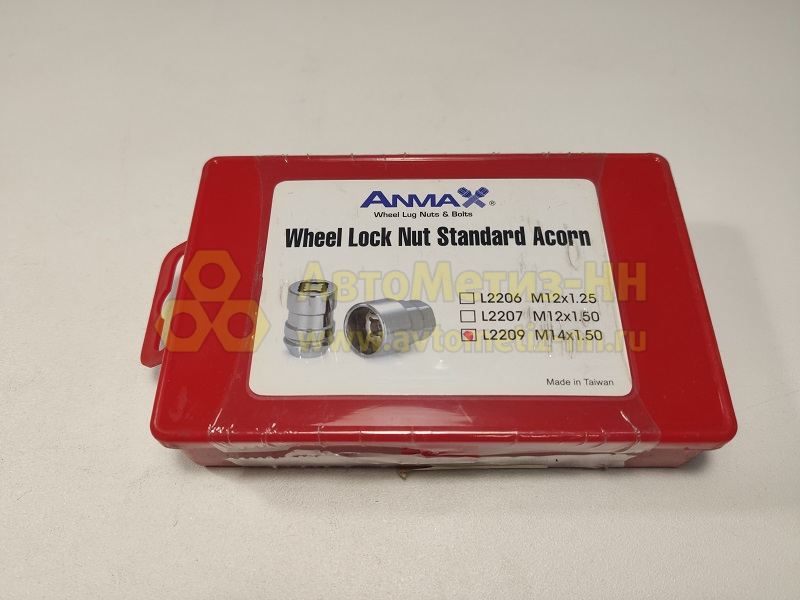 ANMAX®
Wheel Lug Nuts & Bolts
Wheel Lock Nut Standard Acorn
АвтоМетиз-НН
L2206 M12x1.25
L2207 M12x1.50
www.avtometiz-nn.ru
L2209 M14x1.50
Made in Taiwan